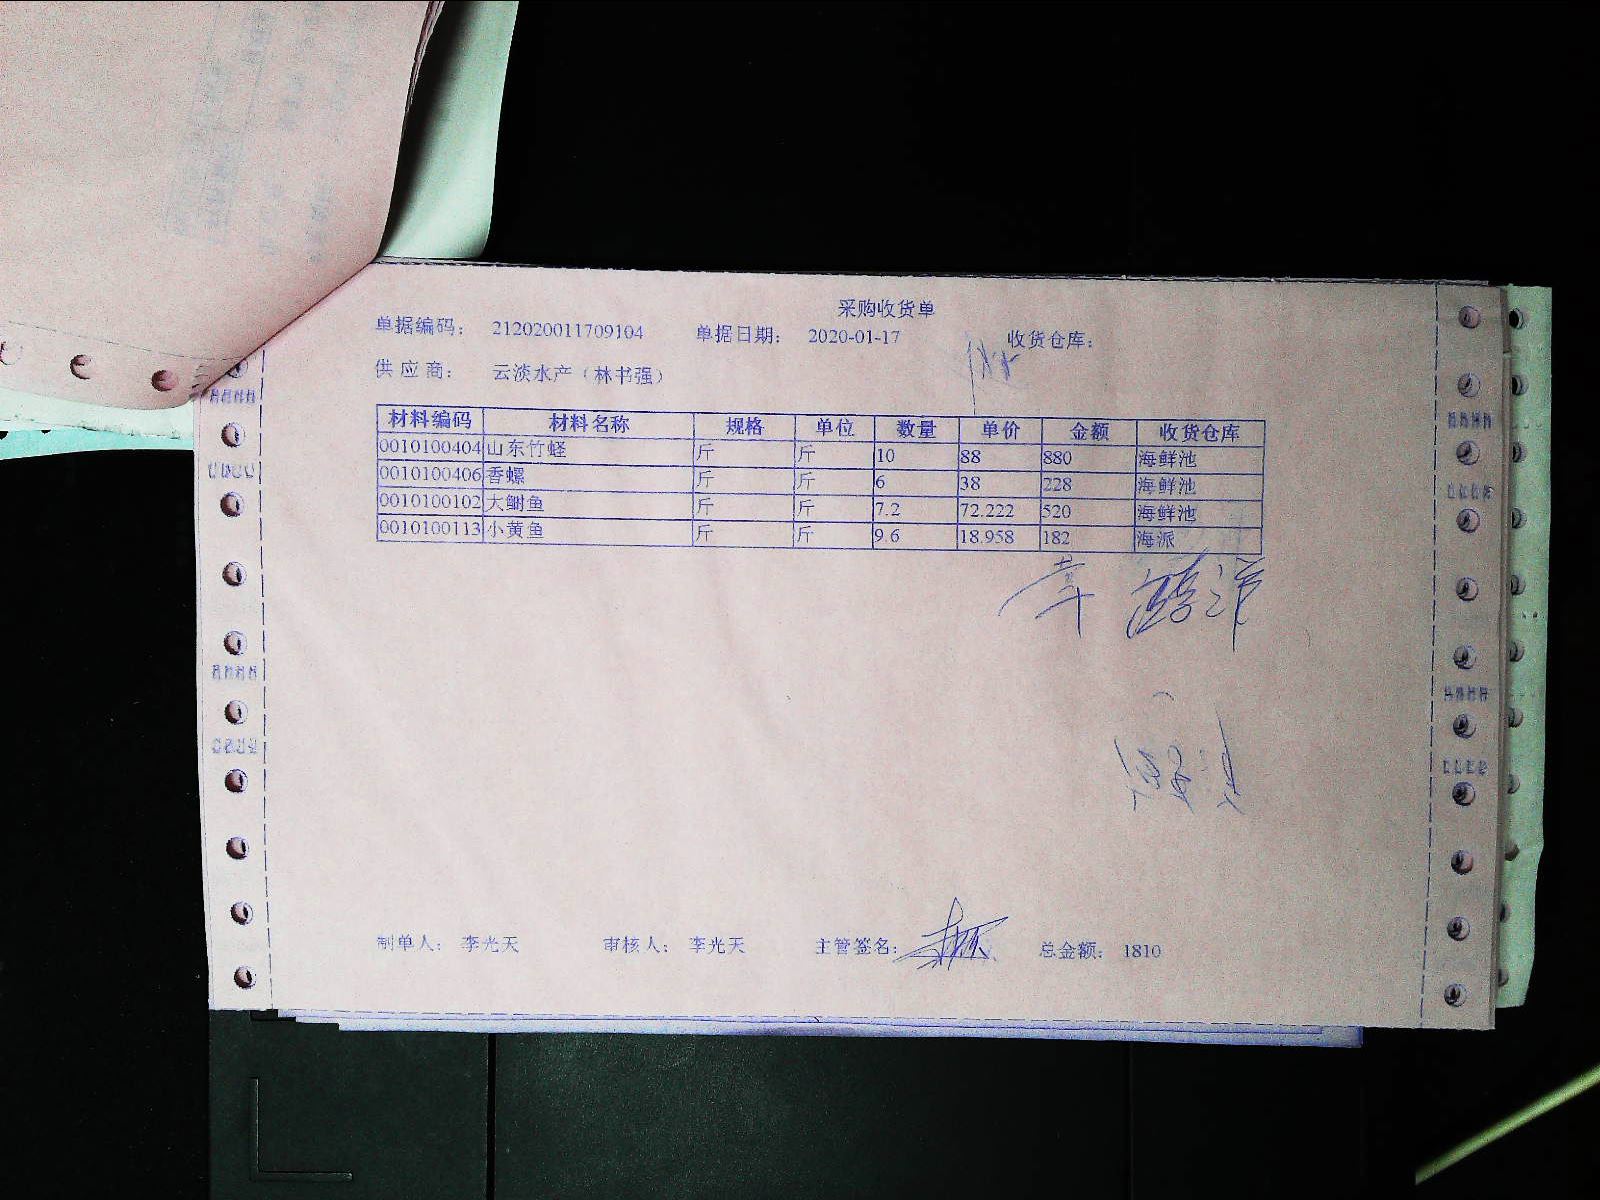 采购收货单
单据编码： 212020011709104 单据日期： 2020-01-17 收货仓库：
供 应 商： 云淡水产（林书强）
材料编码 材料名称 规格 单位 数量 单价 金额 收货仓库
0010100404 山东竹蛏 斤 斤 10 88 880 海鲜池
0010100406 香螺 斤 斤 6 38 228 海鲜池
0010100102 大鲥鱼 斤 斤 7.2 72.222 520 海鲜池
0010100113 小黄鱼 斤 斤 9.6 18.958 182 海派
制单人： 李光天 审核人： 李光天 主管签名： 总金额： 1810